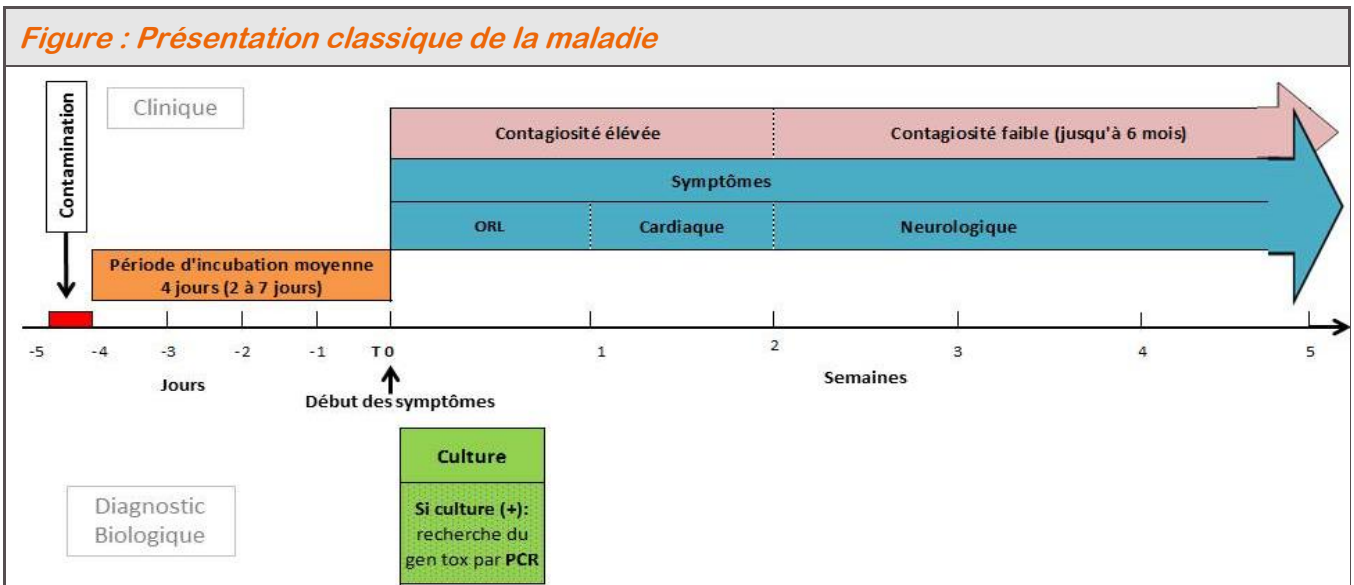 Figure : Présentation classique de la maladie
Contamination
Clinique
Contagiosité élévée
Contagiosité faible (jusqu'à 6 mois)
Symptômes
ORL
Cardiaque
Neurologique
Période d'incubation moyenne
4 jours (2 à 7 jours)
-5 -4 -3 -2 -1 T 0 1 2 3 4 5
Jours
Semaines
Début des symptômes
Culture
Si culture (+):
recherche du
gen tox par PCR
Diagnostic
Biologique